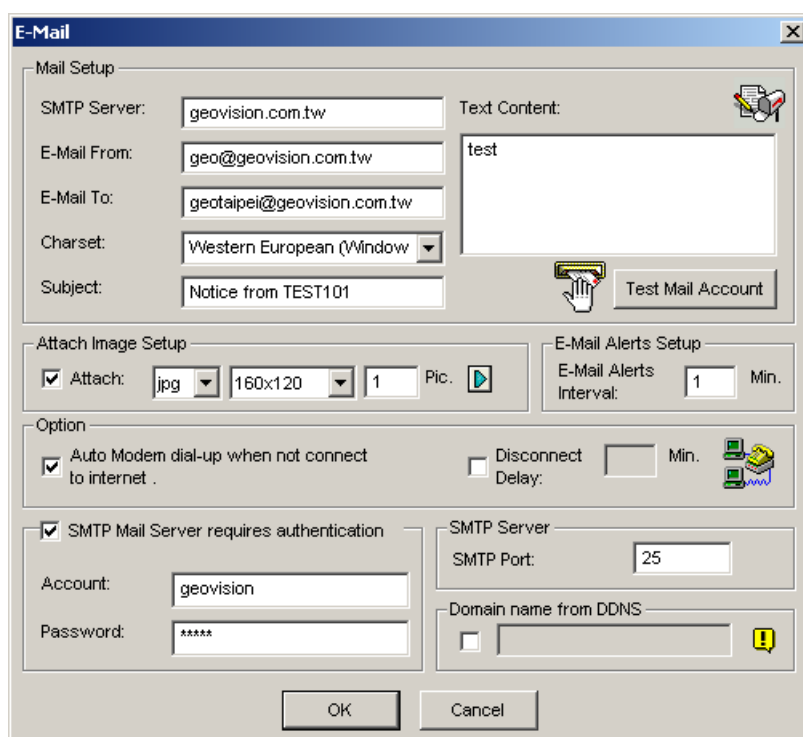 E-Mail
Mail Setup
SMTP Server: geovision.com.tw
Text Content:
test
E-Mail From: geo@geovision.com.tw
E-Mail To: geotaipei@geovision.com.tw
Charset: Western European (Window
Subject: Notice from TEST101
Test Mail Account
Attach Image Setup
Attach: jpg 160x120 1 Pic.
E-Mail Alerts Setup
E-Mail Alerts
Interval: 1 Min.
Option
Auto Modem dial-up when not connect
to internet .
Disconnect
Delay: Min.
SMTP Mail Server requires authentication
Account: geovision
Password: *****
SMTP Server
SMTP Port: 25
Domain name from DDNS
OK
Cancel